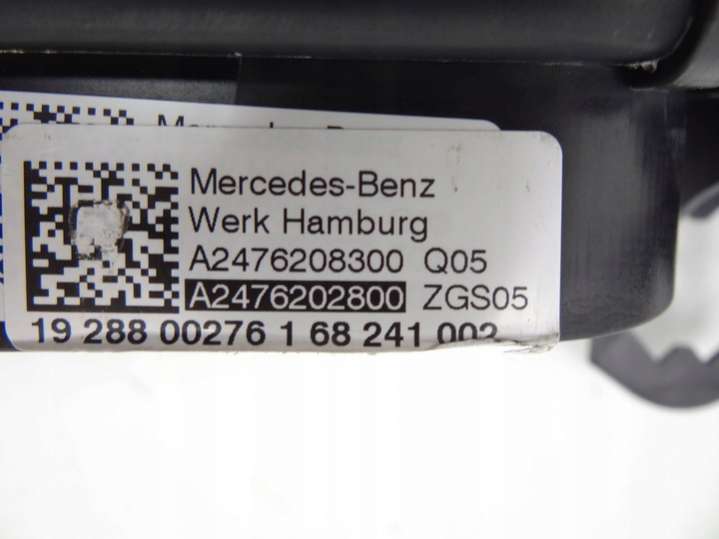 Mercedes-Benz
Werk Hamburg
A2476208300 Q05
A2476202800 ZGS05
19 288 00276 1 68 241 002